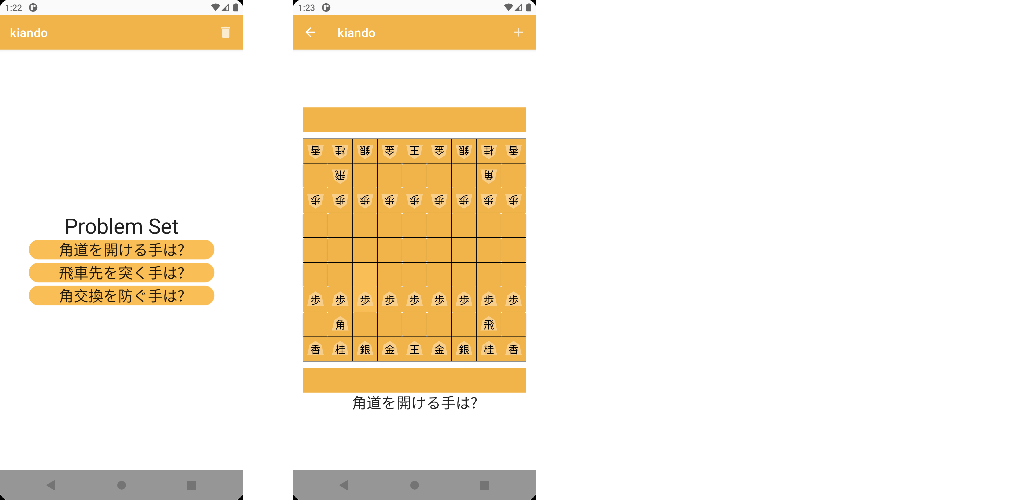 1:22
kiando
Problem Set
角道を開ける手は?
飛車先を突く手は?
角交換を防ぐ手は?
1:23
kiando
香 桂 銀 金 王 金 銀 桂 香
飛 角
歩 歩 歩 歩 歩 歩 歩 歩 歩
歩 歩 歩 歩 歩 歩 歩 歩 歩
角 飛
香 桂 銀 金 王 金 銀 桂 香
角道を開ける手は?